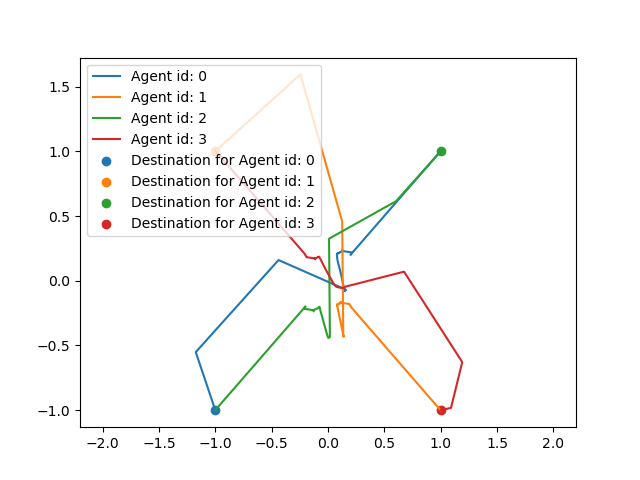 Agent id: 0
Agent id: 1
Agent id: 2
Agent id: 3
Destination for Agent id: 0
Destination for Agent id: 1
Destination for Agent id: 2
Destination for Agent id: 3
1.5
1.0
0.5
0.0
−0.5
−1.0
−2.0 −1.5 −1.0 −0.5 0.0 0.5 1.0 1.5 2.0